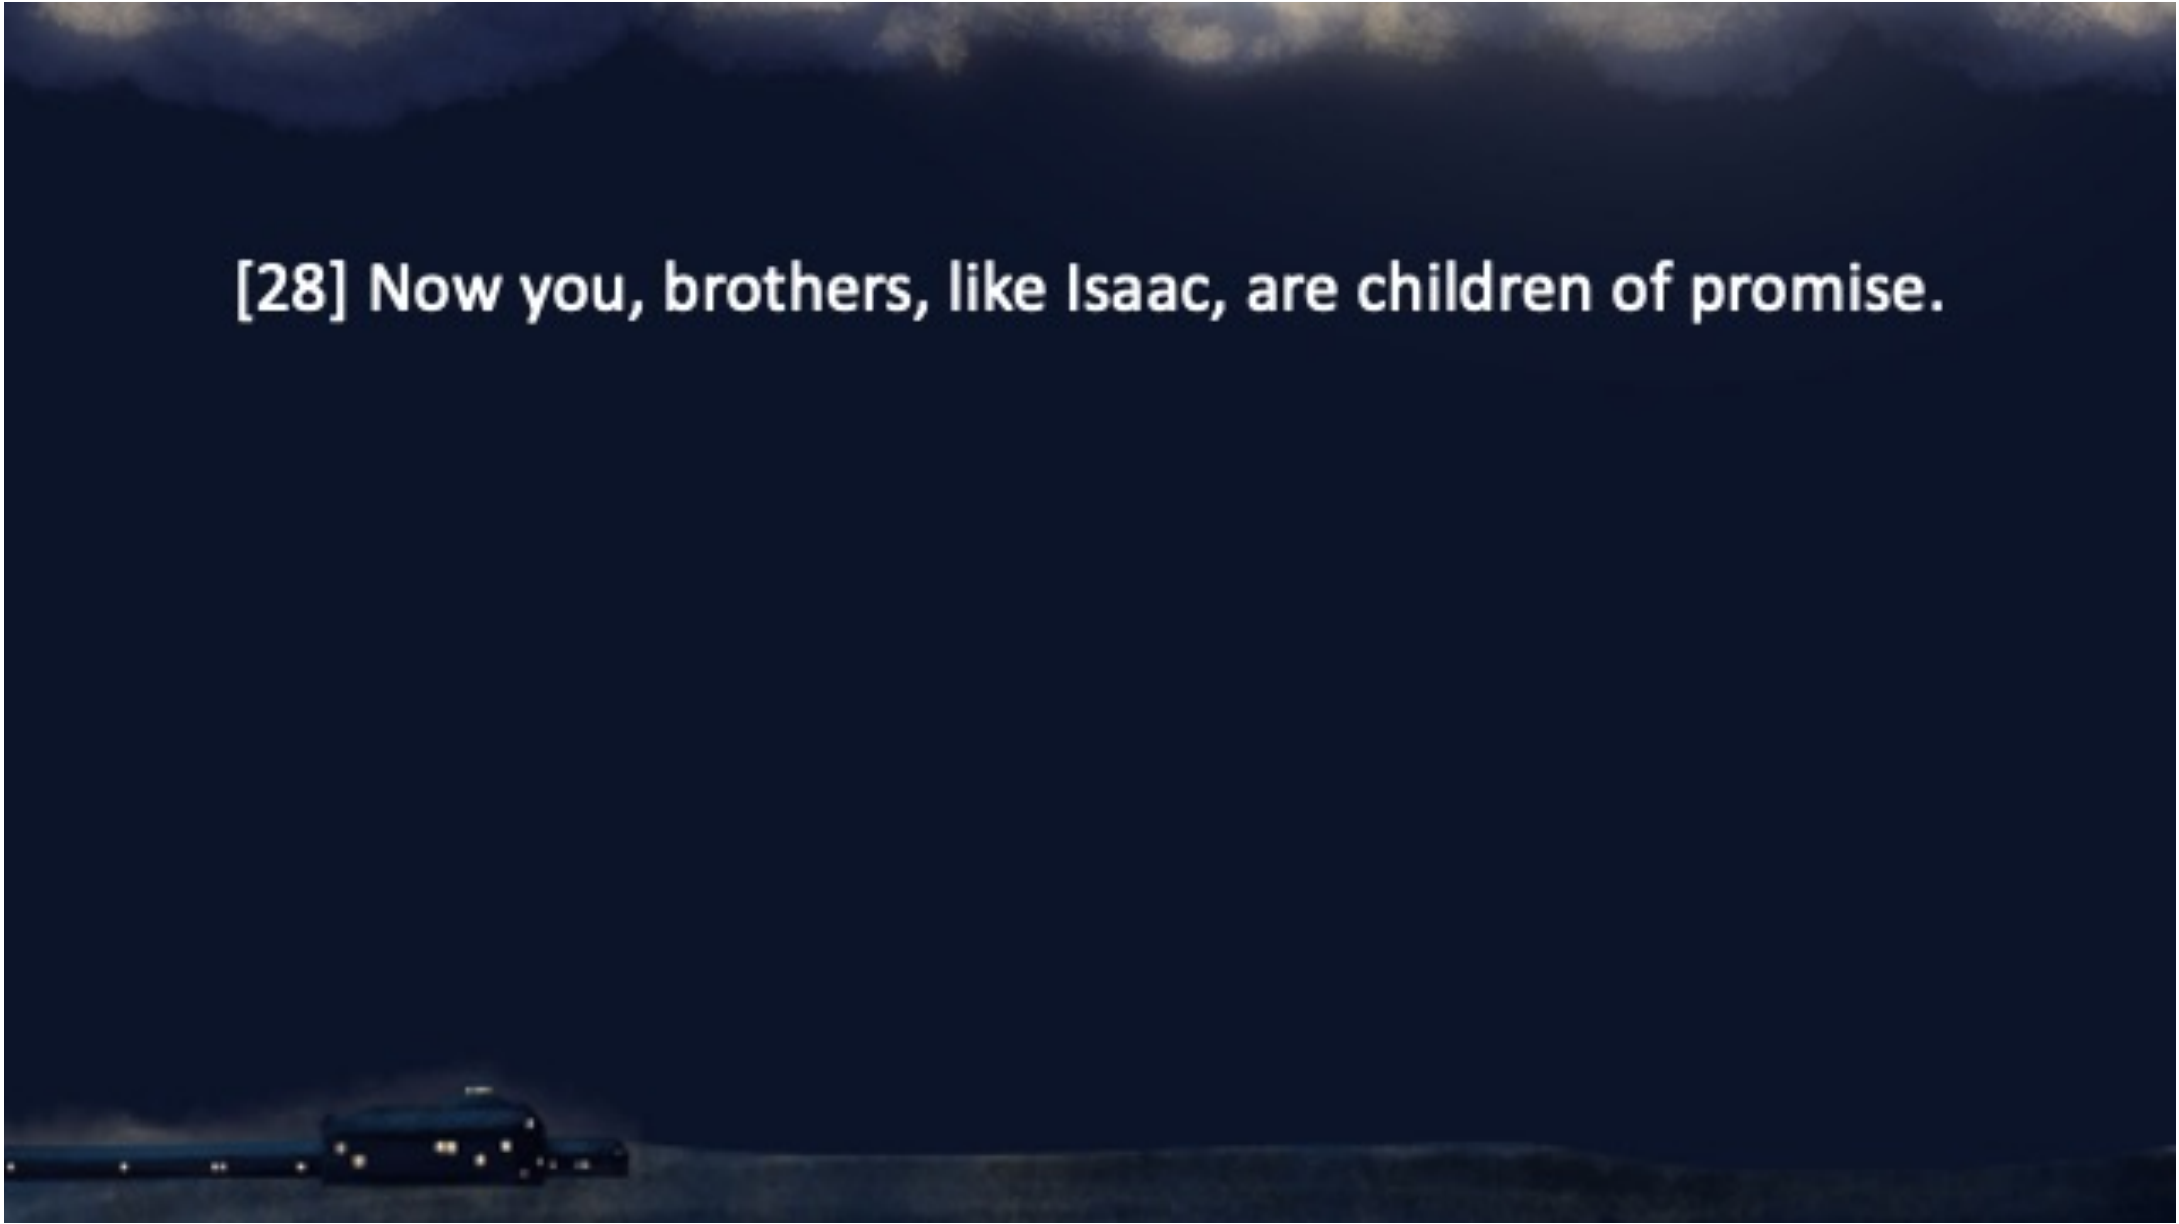 [28] Now you, brothers, like Isaac, are children of promise.